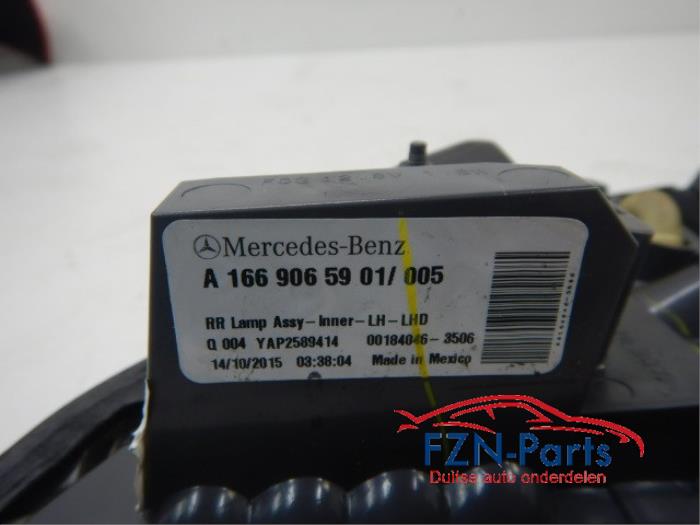 Mercedes-Benz
A 166 906 59 01/ 005
RR Lamp Assy-Inner-LH-LHD
Q 004 YAP2589414 00184046-3506
14/10/2015 03:38:04 Made in Mexico
FZN-Parts
Duitse auto onderdelen